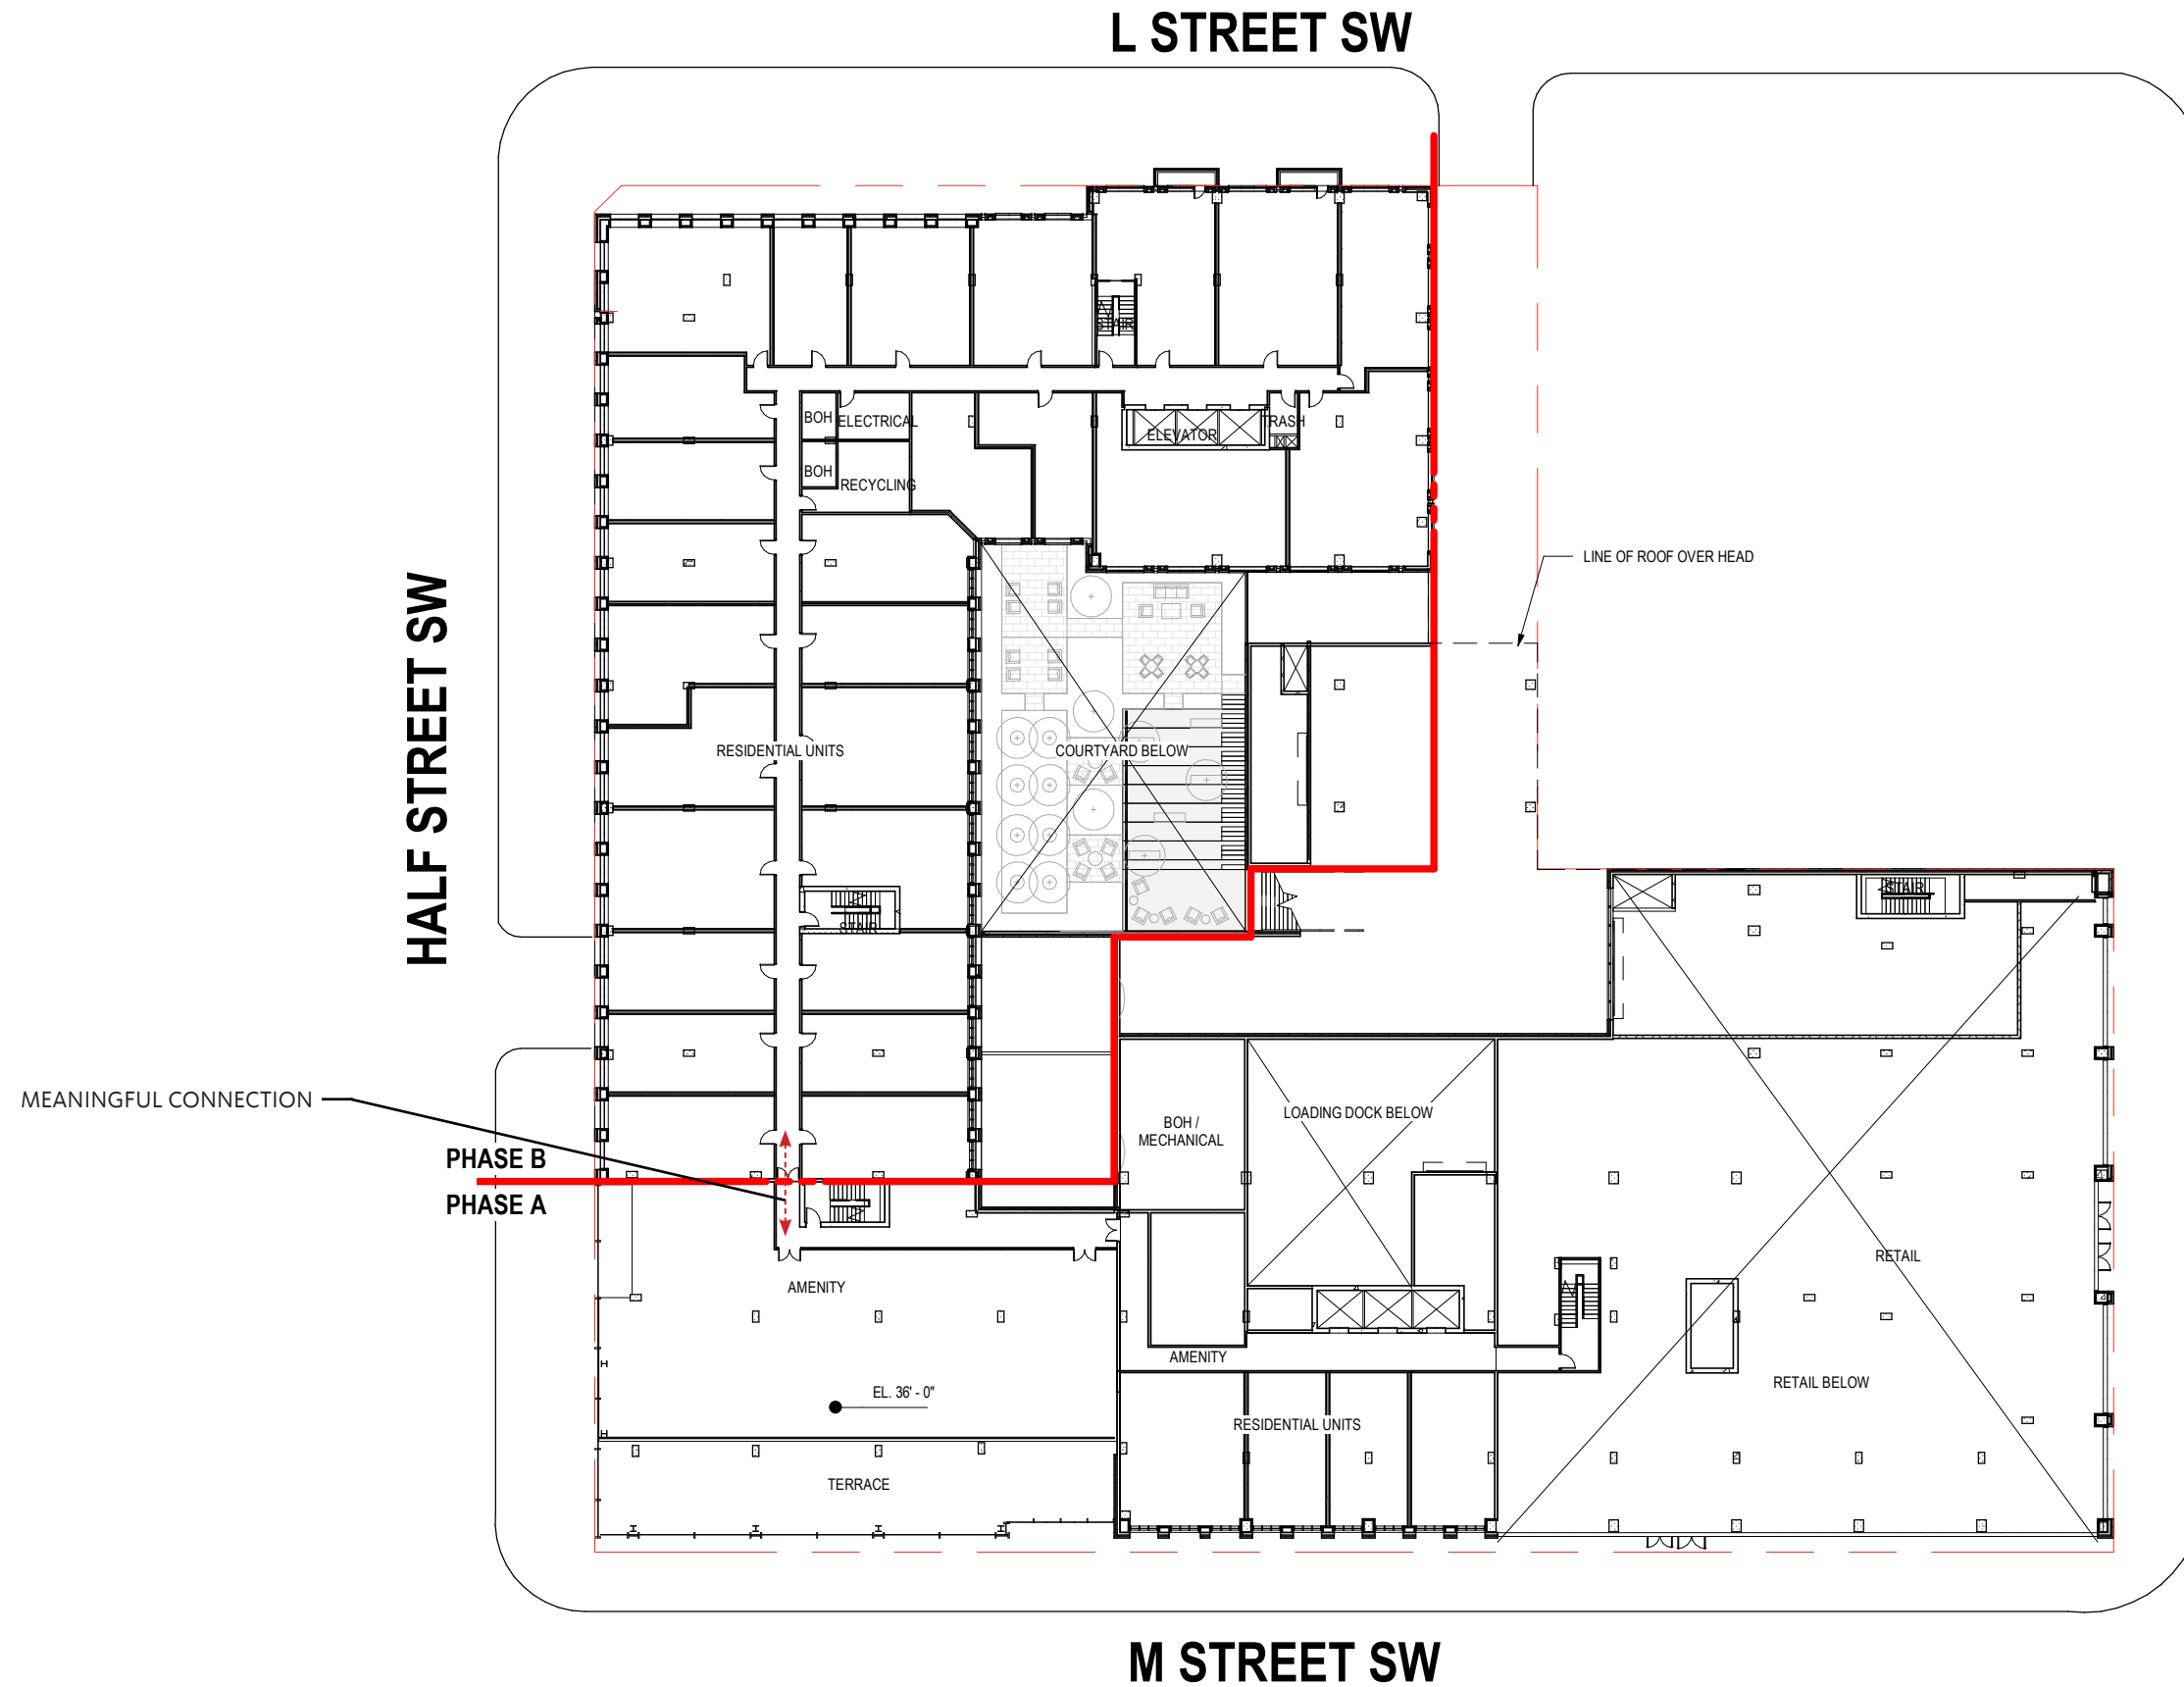 L STREET SW
STAIR
BOH
ELECTRICAL
ELEVATOR
TRASH
BOH
RECYCLING
LINE OF ROOF OVER HEAD
HALF STREET SW
RESIDENTIAL UNITS
COURTYARD BELOW
STAIR
STAIR
MEANINGFUL CONNECTION
BOH /
MECHANICAL
LOADING DOCK BELOW
PHASE B
PHASE A
RETAIL
AMENITY
AMENITY
RETAIL BELOW
EL. 36' - 0"
RESIDENTIAL UNITS
TERRACE
M STREET SW